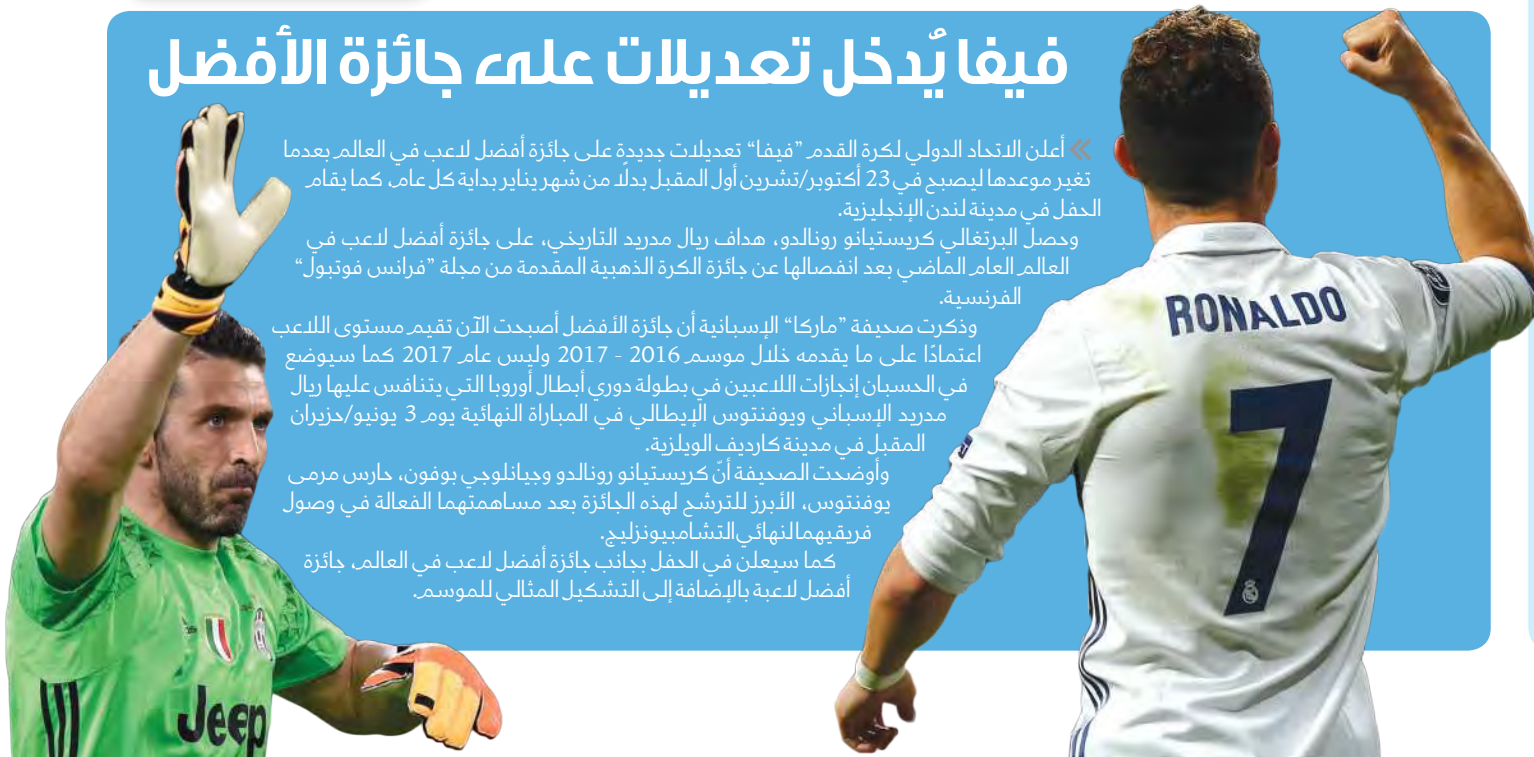 فيفا يُدخل تعديلات على جائزة الأفضل
» أعلن الاتحاد الدولي لكرة القدم "فيفا" تعديلات جديدة على جائزة أفضل لاعب في العالم بعدما
تغير موعدها ليصبح في 23 أكتوبر/تشرين أول المقبل بدلًا من شهر يناير بداية كل عام، كما يقام
الحفل في مدينة لندن الإنجليزية.
وحصل البرتغالي كريستيانو رونالدو، هداف ريال مدريد التاريخي، على جائزة أفضل لاعب في
العالم العام الماضي بعد انفصالها عن جائزة الكرة الذهبية المقدمة من مجلة "فرانس فوتبول"
الفرنسية.
وذكرت صحيفة "ماركا" الإسبانية أن جائزة الأفضل أصبحت الآن تقيم مستوى اللاعب
اعتمادًا على ما يقدمه خلال موسم 2016 - 2017 وليس عام 2017 كما سيوضع
في الحسبان إنجازات اللاعبين في بطولة دوري أبطال أوروبا التي يتنافس عليها ريال
مدريد الإسباني ويوفنتوس الإيطالي في المباراة النهائية يوم 3 يونيو/حزيران
المقبل في مدينة كارديف الويلزية.
وأوضحت الصحيفة أنّ كريستيانو رونالدو وجيانلوجي بوفون، حارس مرمى
يوفنتوس، الأبرز للترشح لهذه الجائزة بعد مساهمتهما الفعالة في وصول
فريقيهما لنهائي التشامبيونزليج.
كما سيعلن في الحفل بجانب جائزة أفضل لاعب في العالم، جائزة
أفضل لاعبة بالإضافة إلى التشكيل المثالي للموسم.
RONALDO
7
Jeep